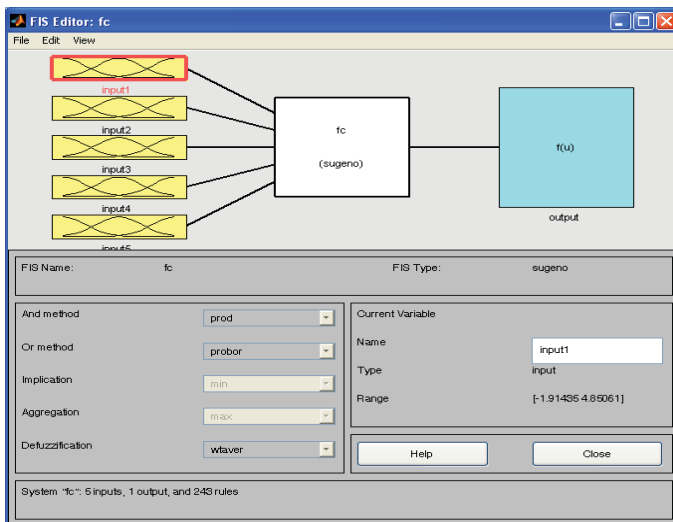 FIS Editor: fc
File Edit View
input1
input2
input3
input4
input5
fc
(sugeno)
f(u)
output
FIS Name: fc FIS Type: sugeno
And method prod
Or method probor
Implication min
Aggregation max
Defuzzification wtaver
Current Variable
Name input1
Type input
Range [-1.91435 4.85061]
Help Close
System "fc": 5 inputs, 1 output, and 243 rules